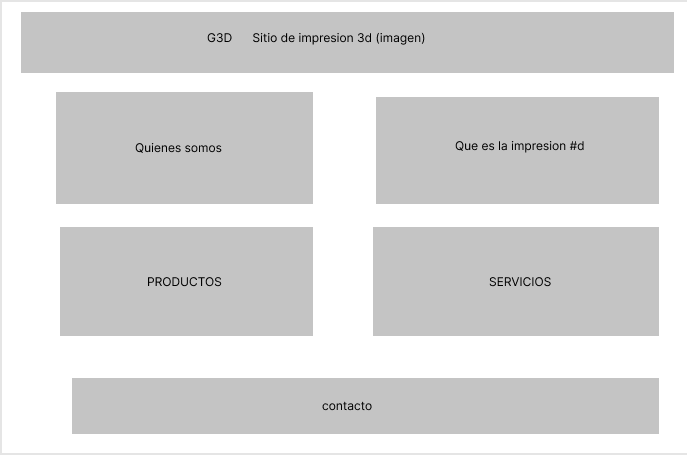 G3D Sitio de impresion 3d (imagen)
Quienes somos
Que es la impresion #d
PRODUCTOS
SERVICIOS
contacto